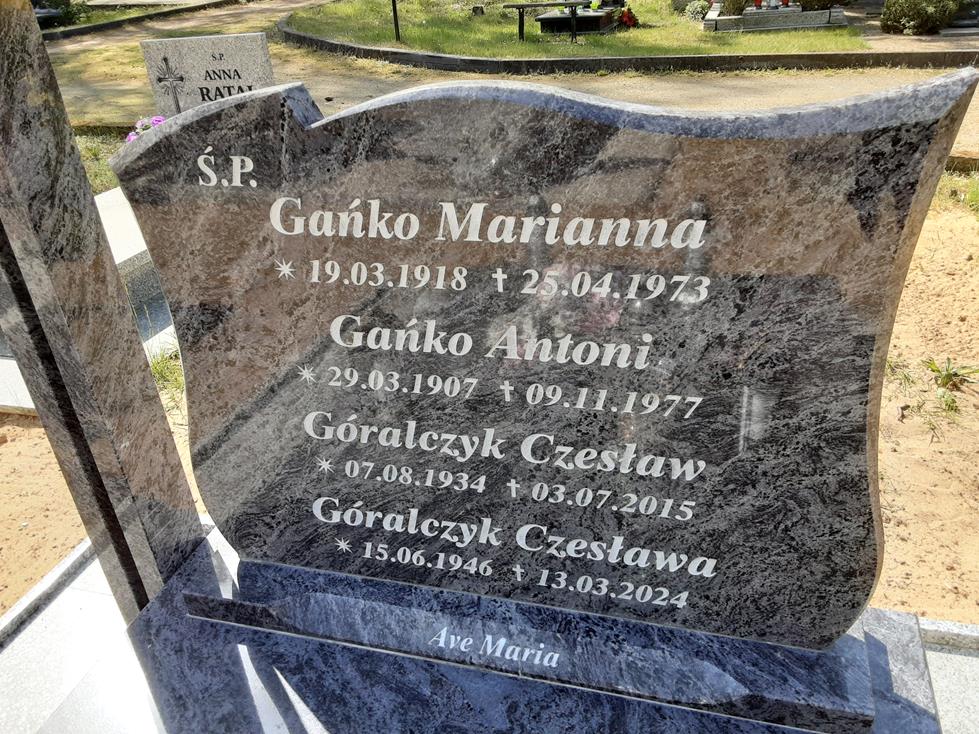 Ś.P.
ANNA
RATAJ
Ś.P.
Gańko Marianna
✴ 19.03.1918 ✝ 25.04.1973
Gańko Antoni
✴ 29.03.1907 ✝ 09.11.1977
Góralczyk Czesław
✴ 07.08.1934 ✝ 03.07.2015
Góralczyk Czesława
✴ 15.06.1946 ✝ 13.03.2024
Ave Maria